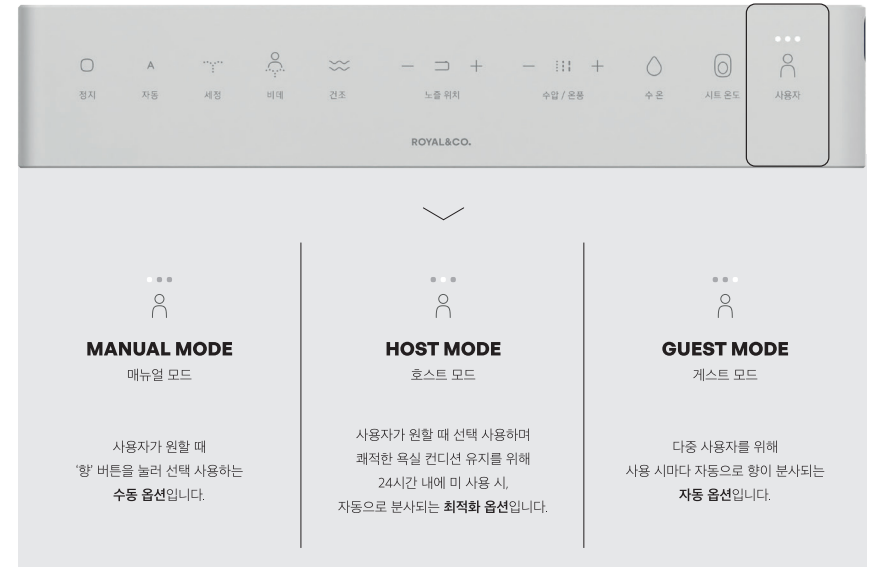 A
정지
자동
세정
비데
건조
노즐 위치
수압 / 온풍
수 온
시트 온도
사용자
ROYAL&CO.
MANUAL MODE
매뉴얼 모드
사용자가 원할 때
'향' 버튼을 눌러 선택 사용하는
수동 옵션입니다.
HOST MODE
호스트 모드
사용자가 원할 때 선택 사용하며
쾌적한 욕실 컨디션 유지를 위해
24시간 내에 미 사용 시,
자동으로 분사되는 최적화 옵션입니다.
GUEST MODE
게스트 모드
다중 사용자를 위해
사용 시마다 자동으로 향이 분사되는
자동 옵션입니다.